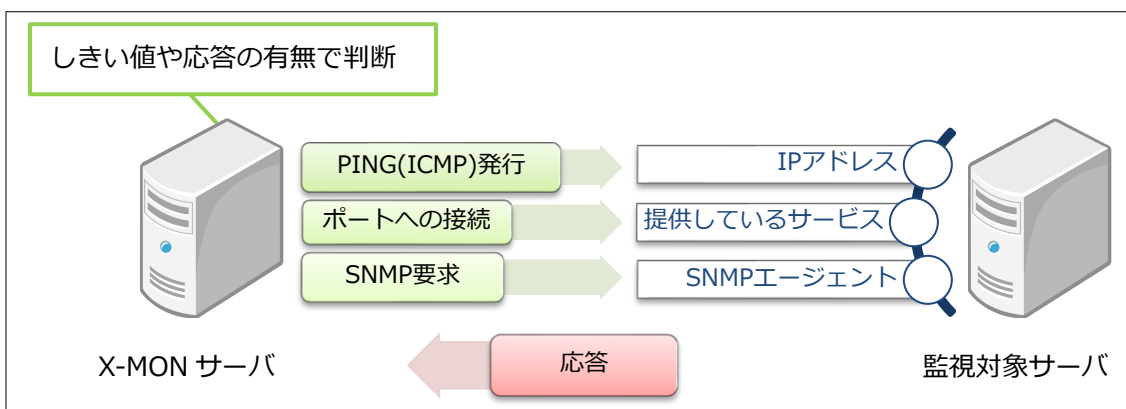 しきい値や応答の有無で判断
PING(ICMP)発行
IPアドレス
ポートへの接続
提供しているサービス
SNMP要求
SNMPエージェント
応答
X-MON サーバ
監視対象サーバ